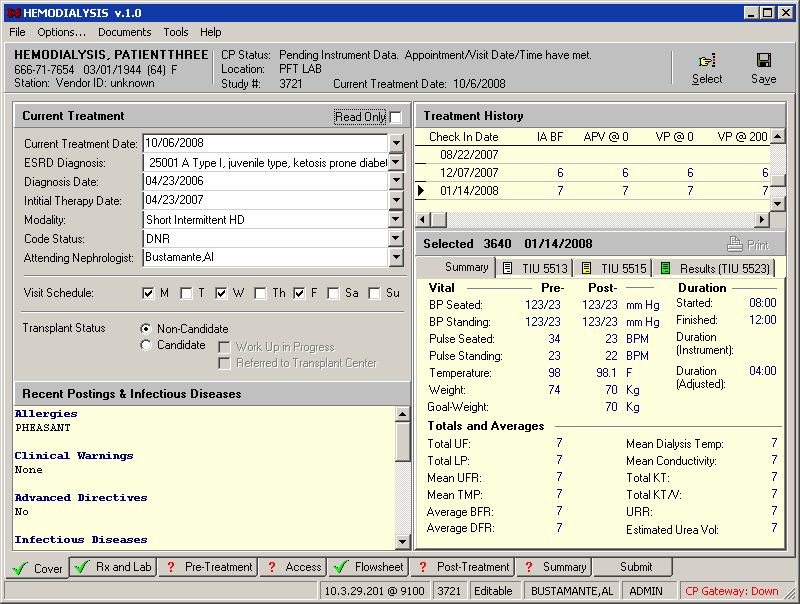 HEMODIALYSIS v.1.0
File Options... Documents Tools Help
HEMODIALYSIS, PATIENTTHREE
666-71-7654 03/01/1944 (64) F
Station: Vendor ID: unknown
CP Status: Pending Instrument Data. Appointment/Visit Date/Time have met.
Location: PFT LAB
Study #: 3721 Current Treatment Date: 10/6/2008
Select Save
Current Treatment Read Only
Current Treatment Date: 10/06/2008
ESRD Diagnosis: 25001 A Type I, juvenile type, ketosis prone diabet
Diagnosis Date: 04/23/2006
Intitial Therapy Date: 04/23/2007
Modality: Short Intermittent HD
Code Status: DNR
Attending Nephrologist: Bustamante,Al
Visit Schedule: M T W Th F Sa Su
Transplant Status Non-Candidate
Candidate Work Up in Progress
Referred to Transplant Center
Recent Postings & Infectious Diseases
Allergies
PHEASANT
Clinical Warnings
None
Advanced Directives
No
Infectious Diseases
Treatment History
Check In Date IA BF APV @ 0 VP @ 0 VP @ 200
08/22/2007
12/07/2007 6 6 6 6
01/14/2008 7 7 7 7
Selected 3640 01/14/2008 Print
Summary TIU 5513 TIU 5515 Results (TIU 5523)
Vital Pre- Post- Duration
BP Seated: 123/23 123/23 mm Hg Started: 08:00
BP Standing: 123/23 123/23 mm Hg Finished: 12:00
Pulse Seated: 34 23 BPM Duration (Instrument):
Pulse Standing: 23 22 BPM
Temperature: 98 98.1 F Duration (Adjusted): 04:00
Weight: 74 70 Kg
Goal-Weight: 70 Kg
Totals and Averages
Total UF: 7 Mean Dialysis Temp: 7
Total LP: 7 Mean Conductivity: 7
Mean UFR: 7 Total KT: 7
Mean TMP: 7 Total KT/V: 7
Average BFR: 7 URR: 7
Average DFR: 7 Estimated Urea Vol: 7
Cover Rx and Lab ? Pre-Treatment ? Access Flowsheet ? Post-Treatment ? Summary Submit
10.3.29.201 @ 9100 3721 Editable BUSTAMANTE,AL ADMIN CP Gateway: Down